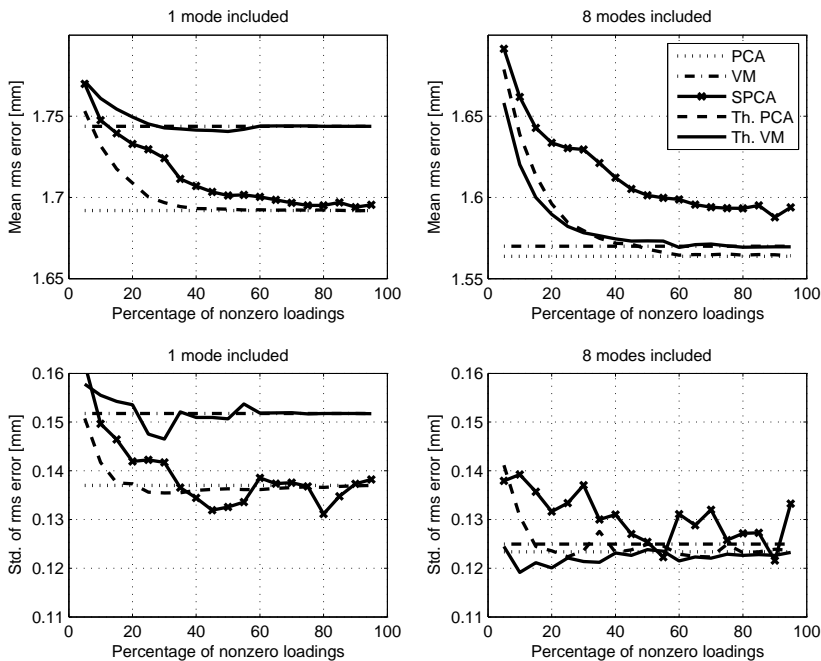 1 mode included
Mean rms error [mm]
1.75
1.7
1.65
0 20 40 60 80 100
Percentage of nonzero loadings
8 modes included
Mean rms error [mm]
1.65
1.6
1.55
0 20 40 60 80 100
Percentage of nonzero loadings
PCA
VM
SPCA
Th. PCA
Th. VM
1 mode included
Std. of rms error [mm]
0.16
0.15
0.14
0.13
0.12
0.11
0 20 40 60 80 100
Percentage of nonzero loadings
8 modes included
Std. of rms error [mm]
0.16
0.15
0.14
0.13
0.12
0.11
0 20 40 60 80 100
Percentage of nonzero loadings